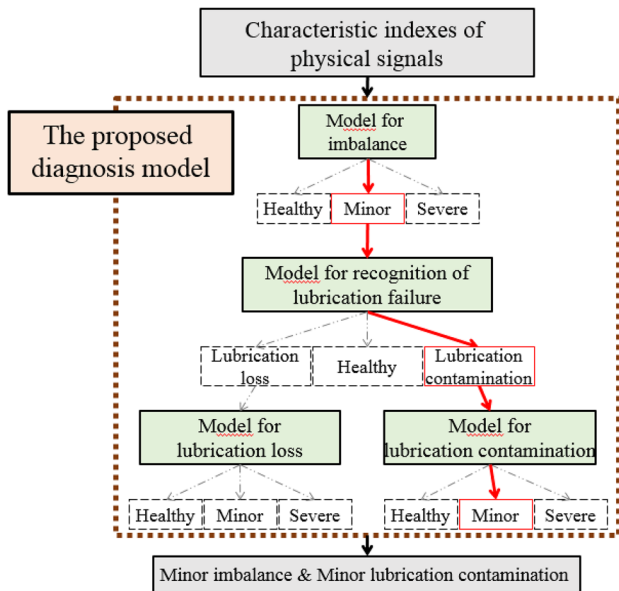 Characteristic indexes of
physical signals
The proposed
diagnosis model
Model for
imbalance
Healthy
Minor
Severe
Model for recognition of
lubrication failure
Lubrication
loss
Healthy
Lubrication
contamination
Model for
lubrication loss
Model for
lubrication contamination
Healthy
Minor
Severe
Healthy
Minor
Severe
Minor imbalance & Minor lubrication contamination